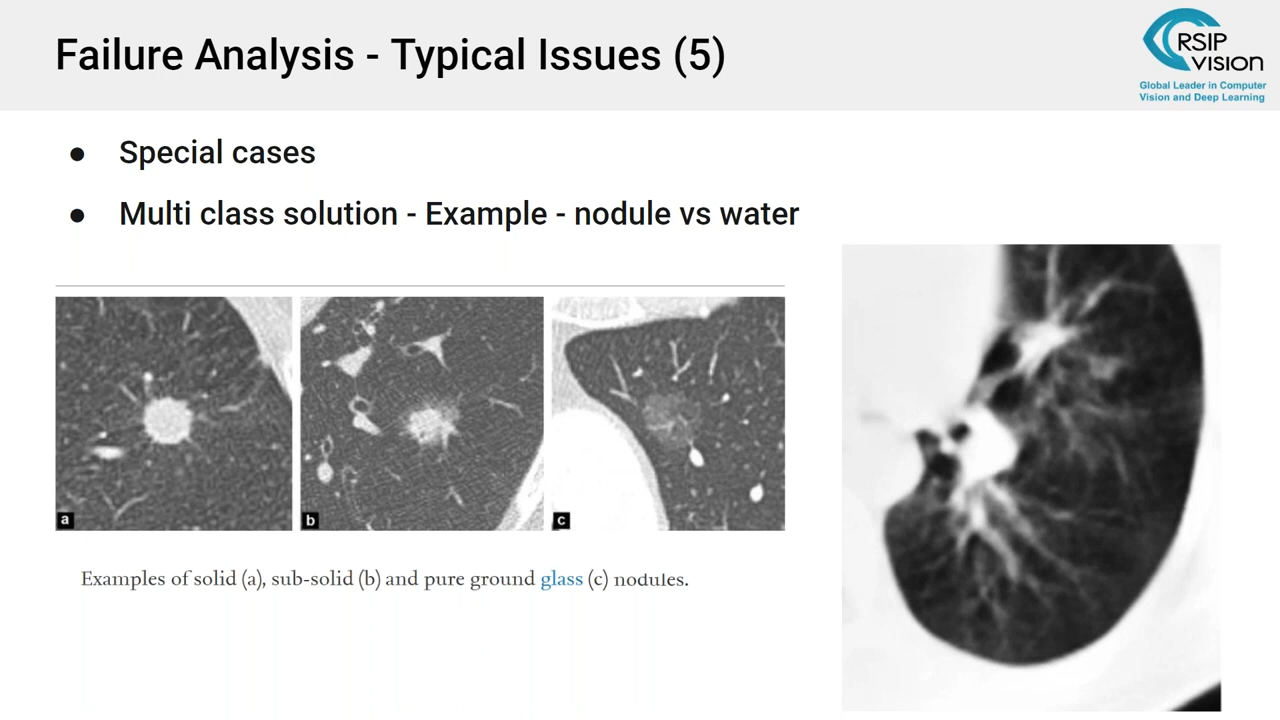 Failure Analysis - Typical Issues (5)
RSIP
VISION
Global Leader in Computer
Vision and Deep Learning
● Special cases
● Multi class solution - Example - nodule vs water
a b c
Examples of solid (a), sub-solid (b) and pure ground glass (c) nodules.